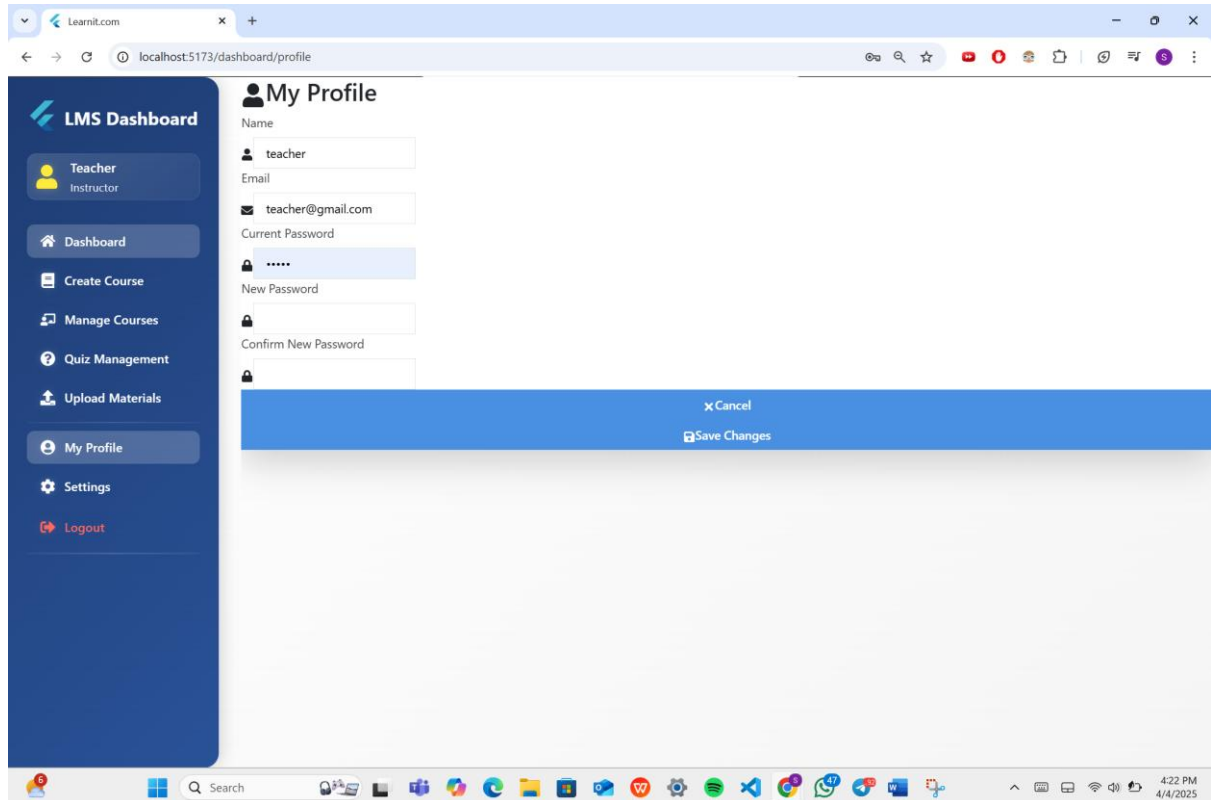 Learnit.com
localhost:5173/dashboard/profile
S
LMS Dashboard
Teacher
Instructor
Dashboard
Create Course
Manage Courses
Quiz Management
Upload Materials
My Profile
Settings
Logout
My Profile
Name
teacher
Email
teacher@gmail.com
Current Password
•••••
New Password
Confirm New Password
Cancel
Save Changes
6
Search
47
4:22 PM
4/4/2025